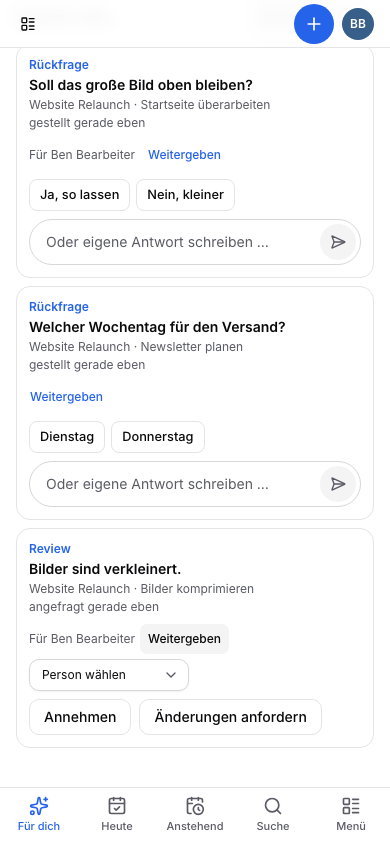 BB
Rückfrage
Soll das große Bild oben bleiben?
Website Relaunch · Startseite überarbeiten
gestellt gerade eben
Für Ben Bearbeiter Weitergeben
Ja, so lassen Nein, kleiner
Oder eigene Antwort schreiben ...
Rückfrage
Welcher Wochentag für den Versand?
Website Relaunch · Newsletter planen
gestellt gerade eben
Weitergeben
Dienstag Donnerstag
Oder eigene Antwort schreiben ...
Review
Bilder sind verkleinert.
Website Relaunch · Bilder komprimieren
angefragt gerade eben
Für Ben Bearbeiter Weitergeben
Person wählen
Annehmen Änderungen anfordern
Für dich Heute Anstehend Suche Menü